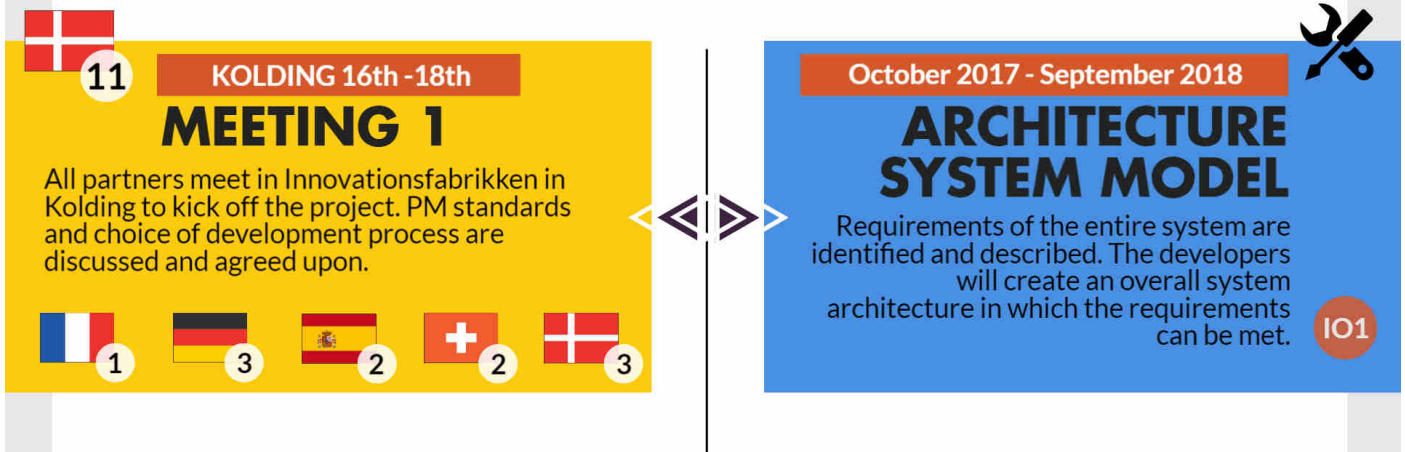 11
KOLDING 16th -18th
MEETING 1
All partners meet in Innovationsfabrikken in
Kolding to kick off the project. PM standards
and choice of development process are
discussed and agreed upon.
1
3
2
2
3
October 2017 - September 2018
ARCHITECTURE
SYSTEM MODEL
Requirements of the entire system are
identified and described. The developers
will create an overall system
architecture in which the requirements
can be met.
IO1